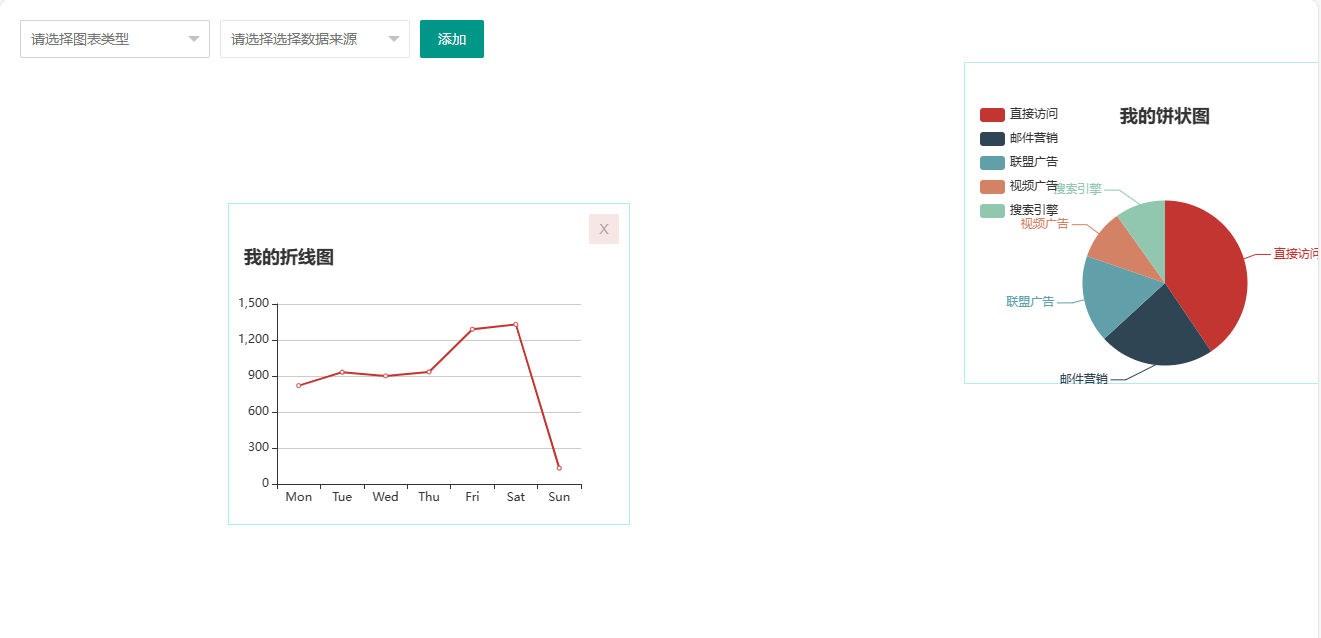 请选择图表类型
请选择选择数据来源
添加
X
我的折线图
1,500
1,200
900
600
300
0
Mon Tue Wed Thu Fri Sat Sun
我的饼状图
直接访问
邮件营销
联盟广告
视频广告
搜索引擎
搜索引擎
视频广告
直接访问
联盟广告
邮件营销